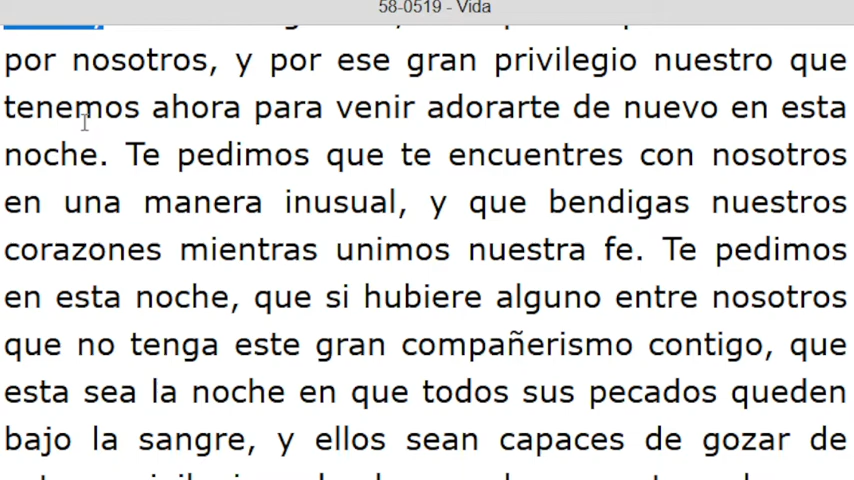 58-0519 - Vida
por nosotros, y por ese gran privilegio nuestro que
tenemos ahora para venir adorarte de nuevo en esta
noche. Te pedimos que te encuentres con nosotros
en una manera inusual, y que bendigas nuestros
corazones mientras unimos nuestra fe. Te pedimos
en esta noche, que si hubiere alguno entre nosotros
que no tenga este gran compañerismo contigo, que
esta sea la noche en que todos sus pecados queden
bajo la sangre, y ellos sean capaces de gozar de